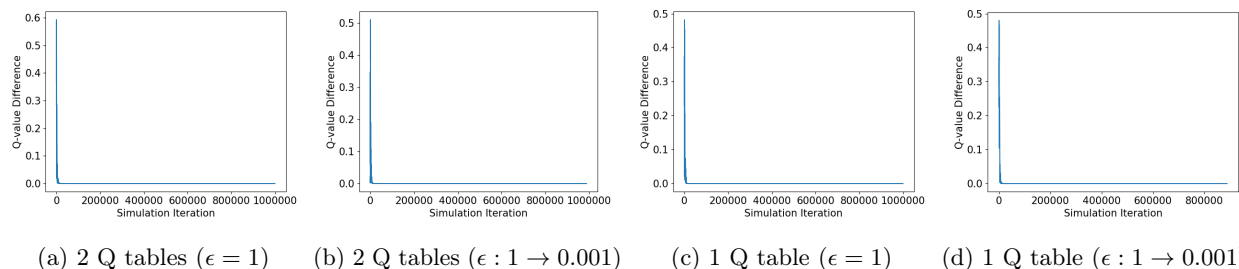 0.6
0.5
0.4
0.3
0.2
0.1
0.0
Q-value Difference
0 200000 400000 600000 800000 1000000
Simulation Iteration
(a) 2 Q tables (ϵ = 1)
0.5
0.4
0.3
0.2
0.1
0.0
Q-value Difference
0 200000 400000 600000 800000 1000000
Simulation Iteration
(b) 2 Q tables (ϵ : 1 → 0.001)
0.5
0.4
0.3
0.2
0.1
0.0
Q-value Difference
0 200000 400000 600000 800000 1000000
Simulation Iteration
(c) 1 Q table (ϵ = 1)
0.5
0.4
0.3
0.2
0.1
0.0
Q-value Difference
0 200000 400000 600000 800000
Simulation Iteration
(d) 1 Q table (ϵ : 1 → 0.001